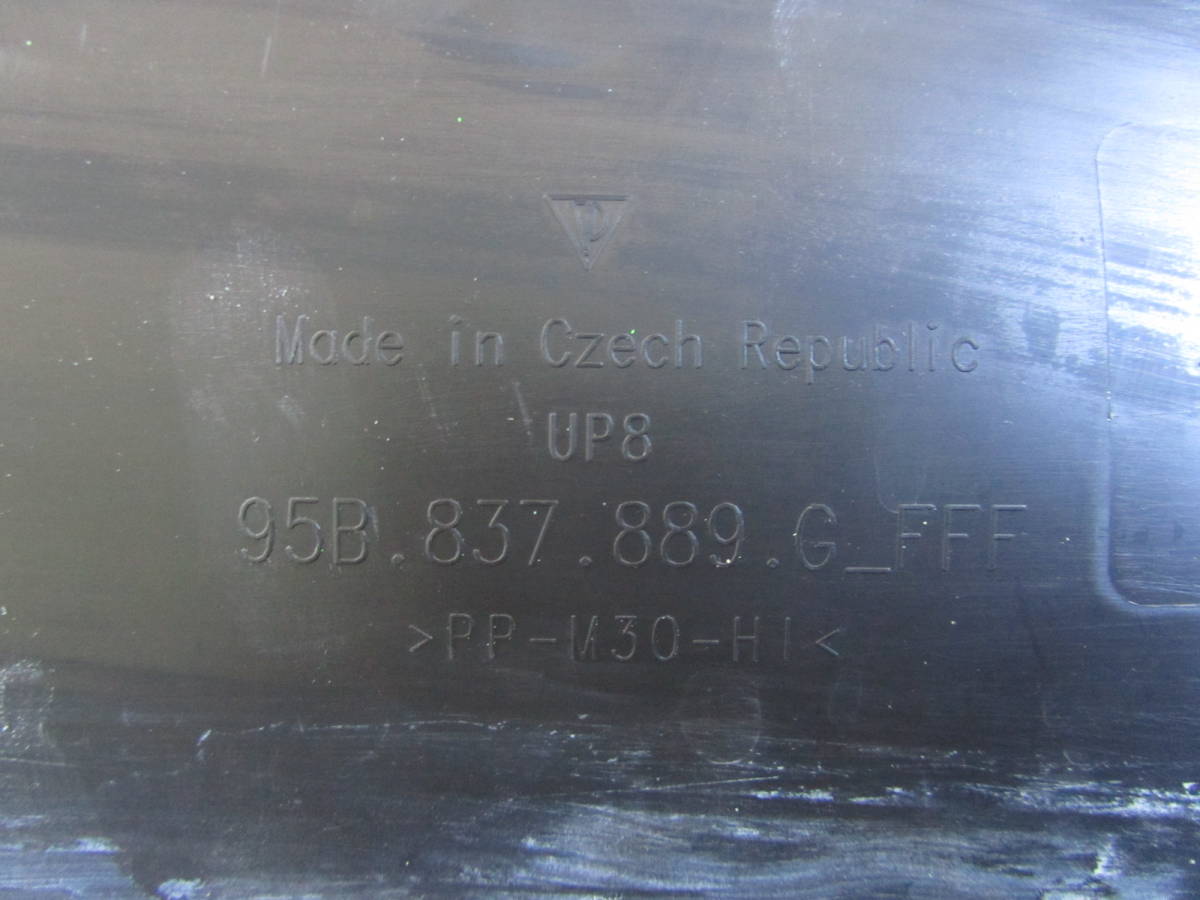 P
Made in Czech Republic
UP8
95B.837.889.G_FFF
>PP-M30-HI<